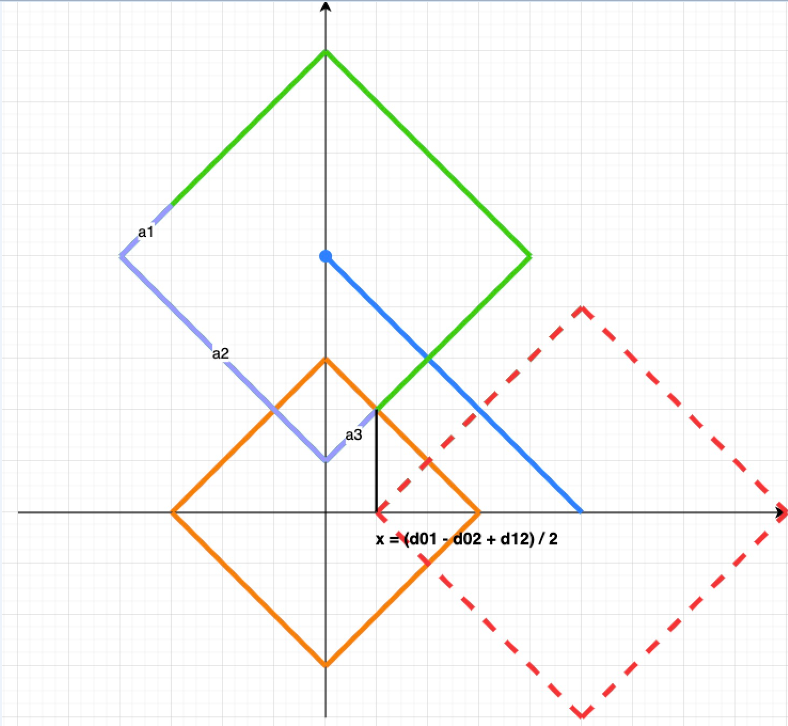 a1
a2
a3
x = (d01 - d02 + d12) / 2